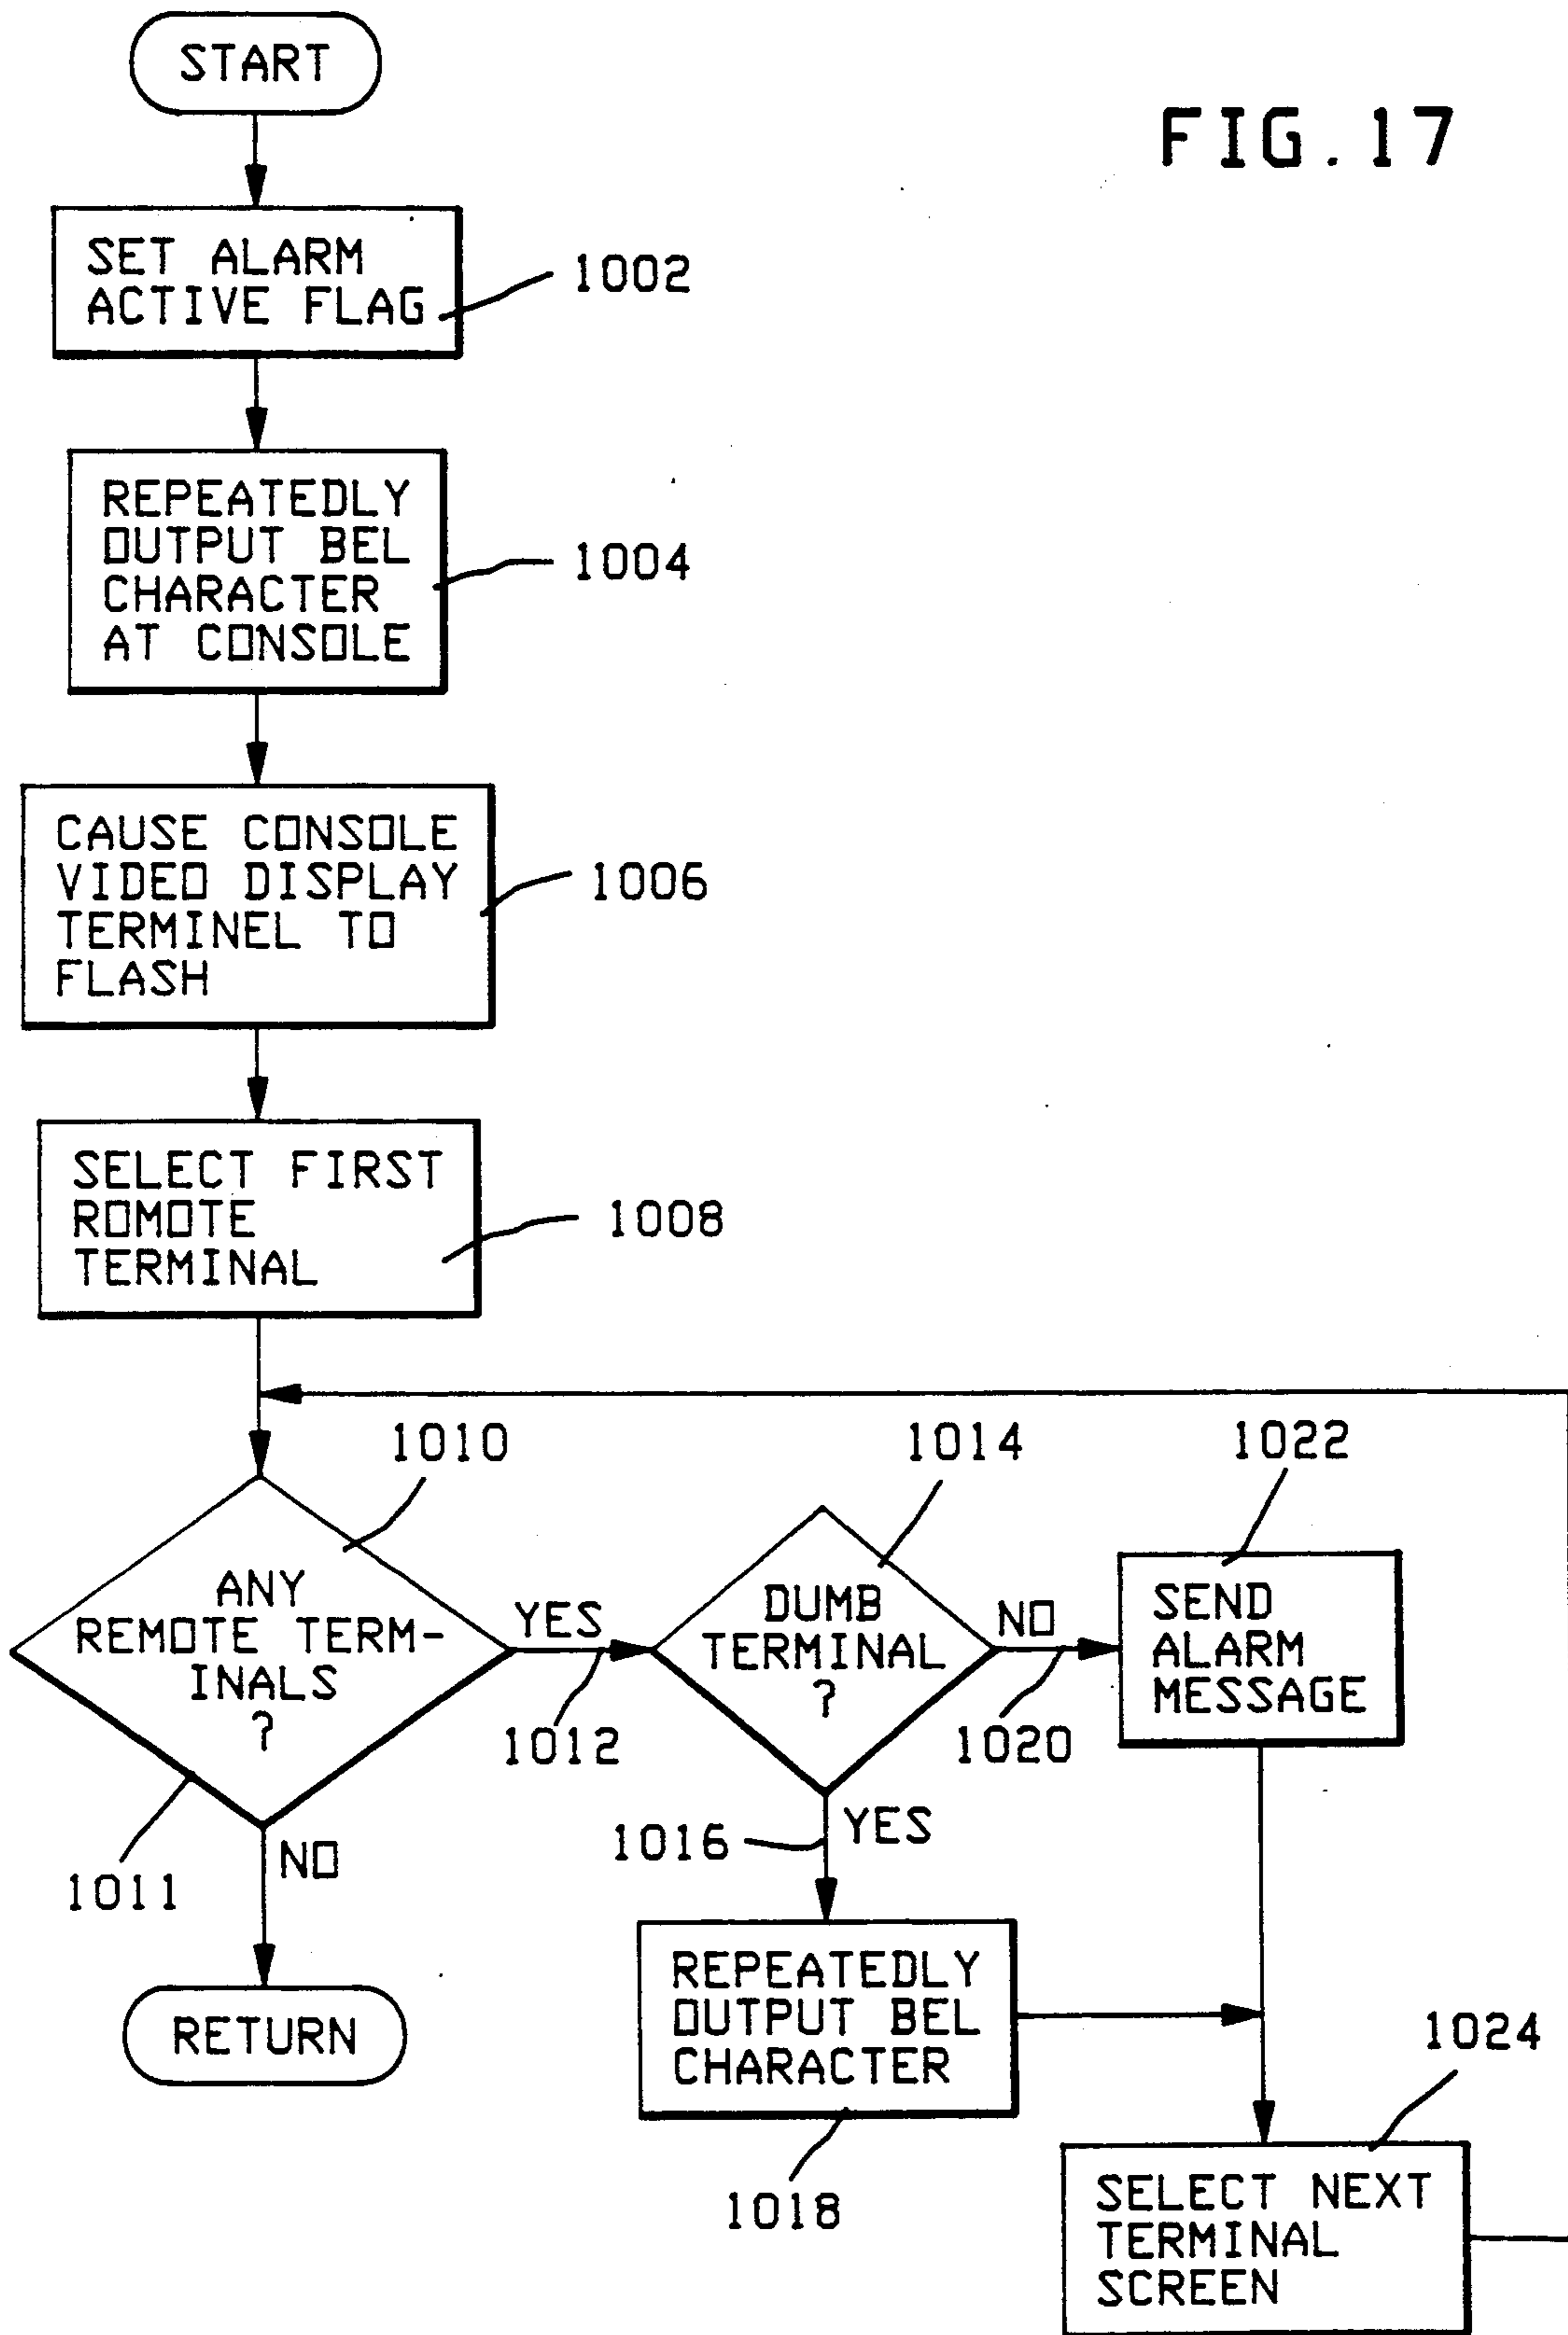 START
FIG. 17
SET ALARM
ACTIVE FLAG
1002
REPEATEDLY
OUTPUT BEL
CHARACTER
AT CONSOLE
1004
CAUSE CONSOLE
VIDEO DISPLAY
TERMINEL TO
FLASH
1006
SELECT FIRST
ROMOTE
TERMINAL
1008
1010
ANY
REMOTE TERM-
INALS
?
1011
NO
RETURN
YES
1012
1014
DUMB
TERMINAL
?
NO
1020
1022
SEND
ALARM
MESSAGE
1016
YES
REPEATEDLY
OUTPUT BEL
CHARACTER
1018
1024
SELECT NEXT
TERMINAL
SCREEN